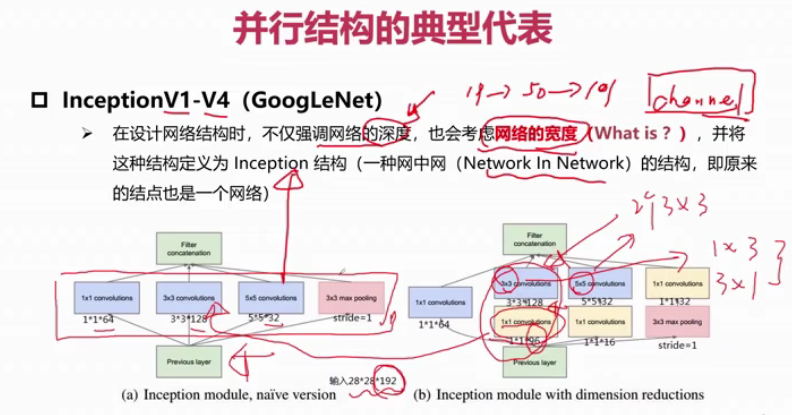 并行结构的典型代表
InceptionV1-V4（GoogLeNet）
19→50→101
channel
在设计网络结构时，不仅强调网络的深度，也会考虑网络的宽度（What is ？），并将
这种结构定义为 Inception 结构（一种网中网（Network In Network）的结构，即原来
的结点也是一个网络）
2个3×3
1×3
3×1
Filter
concatenation
1x1 convolutions
3x3 convolutions
5x5 convolutions
3x3 max pooling
1*1*64
3*3*128
5*5*32
stride=1
Previous layer
输入28*28*192
(a) Inception module, naïve version
Filter
concatenation
3x3 convolutions
5x5 convolutions
1x1 convolutions
3*3*128
5*5*32
1*1*32
1x1 convolutions
1*1*64
1x1 convolutions
1x1 convolutions
3x3 max pooling
1*1*96
1*1*16
stride=1
Previous layer
(b) Inception module with dimension reductions